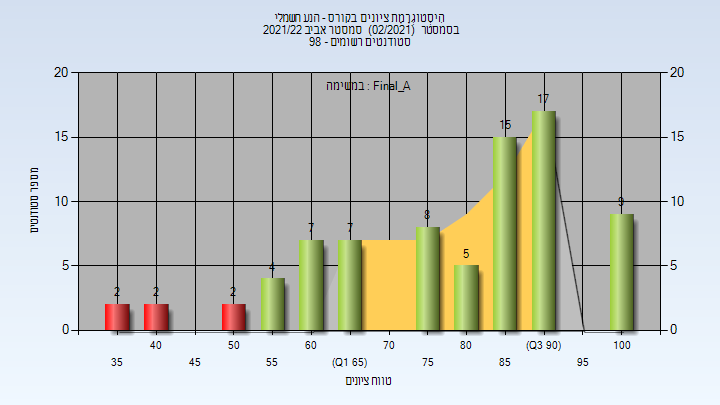 היסטוגרמת ציונים בקורס - הנע חשמלי
בסמסטר (02/2021) סמסטר אביב 2021/22
סטודנטים רשומים - 98
במשימה : Final_A
20 20
15 15
10 10
5 5
0 0
מספר סטודנטים
2 2 2 4 7 7 8 5 15 17 9
40 50 60 70 80 (Q3 90) 100
35 45 55 (Q1 65) 75 85 95
טווח ציונים